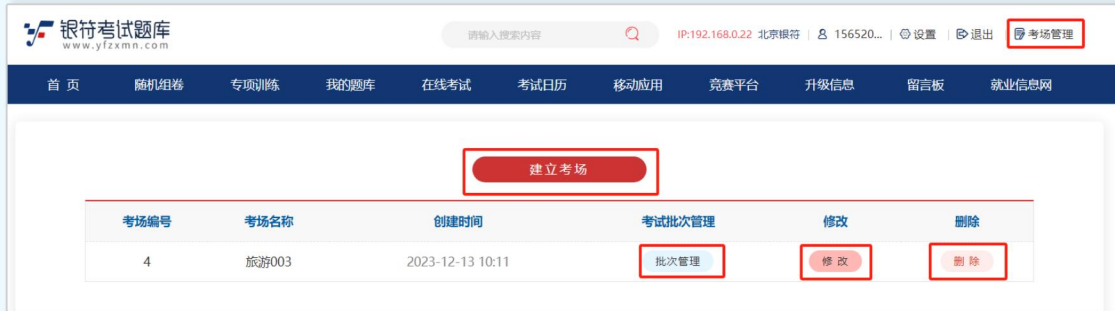 银符考试题库
www.yfzxmn.com
请输入搜索内容
IP:192.168.0.22 北京银符 156520... 设置 退出 考场管理
首 页 随机组卷 专项训练 我的题库 在线考试 考试日历 移动应用 竞赛平台 升级信息 留言板 就业信息网
建立考场
考场编号 考场名称 创建时间 考试批次管理 修改 删除
4 旅游003 2023-12-13 10:11 批次管理 修 改 删 除